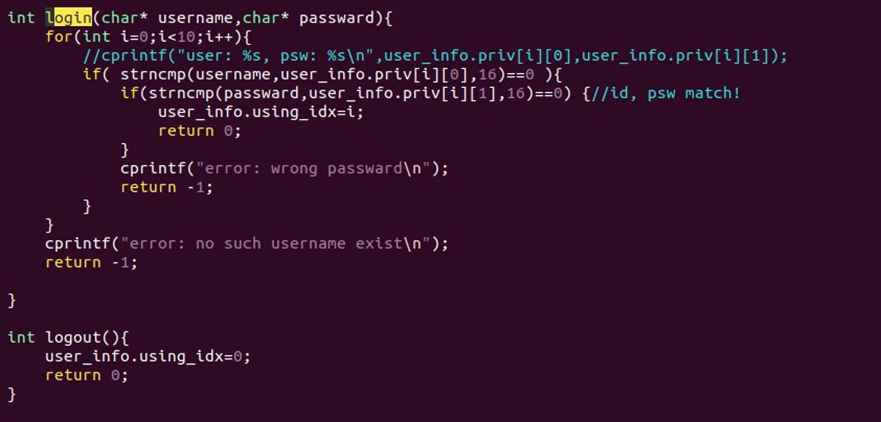 int login(char* username,char* password){
    for(int i=0;i<10;i++){
        //cprintf("user: %s, psw: %s\n",user_info.priv[i][0],user_info.priv[i][1]);
        if( strncmp(username,user_info.priv[i][0],16)==0 ){
            if(strncmp(password,user_info.priv[i][1],16)==0) {//id, psw match!
                user_info.using_idx=i;
                return 0;
            }
            cprintf("error: wrong passward\n");
            return -1;
        }
    }
    cprintf("error: no such username exist\n");
    return -1;

}

int logout(){
    user_info.using_idx=0;
    return 0;
}